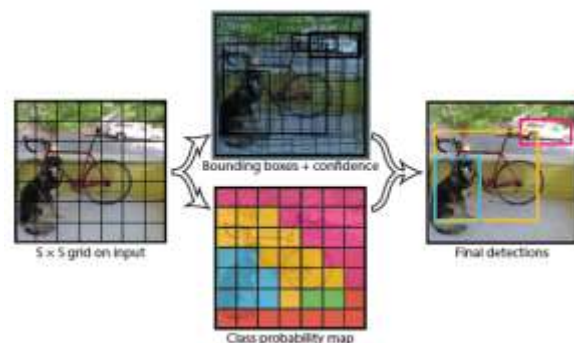 Bounding boxes + confidence
S × S grid on input
Final detections
Class probability map